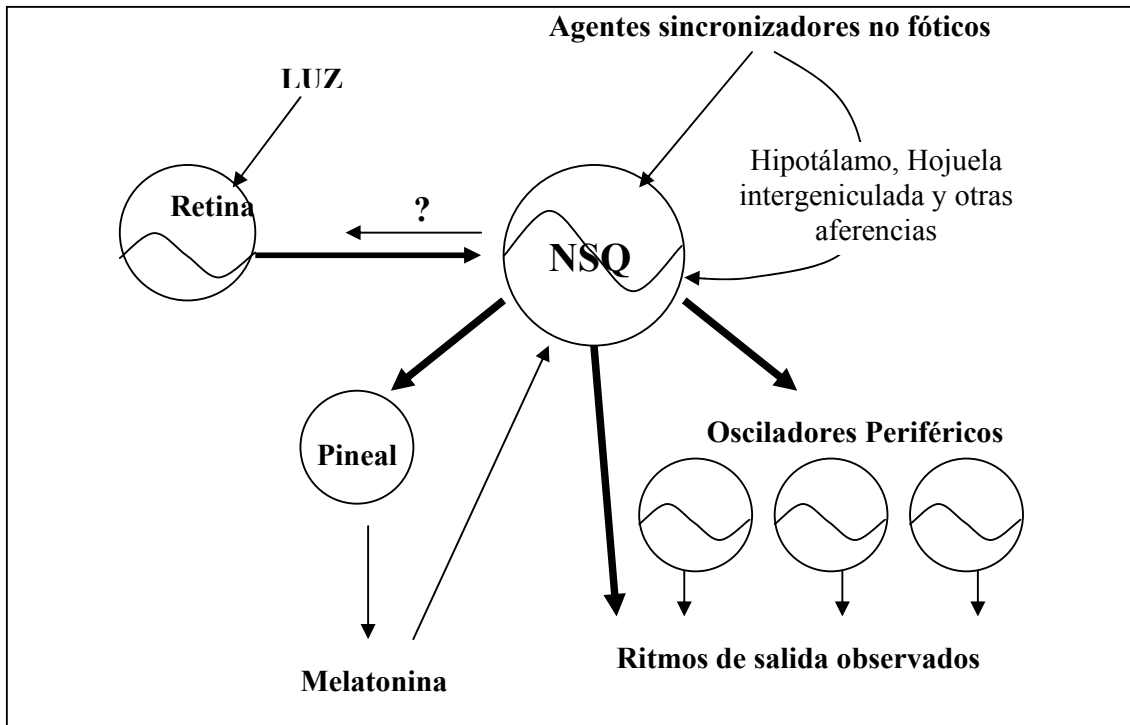 Agentes sincronizadores no fóticos
LUZ
Hipotálamo, Hojuela
intergeniculada y otras
aferencias
Retina
?
NSQ
Osciladores Periféricos
Pineal
Ritmos de salida observados
Melatonina